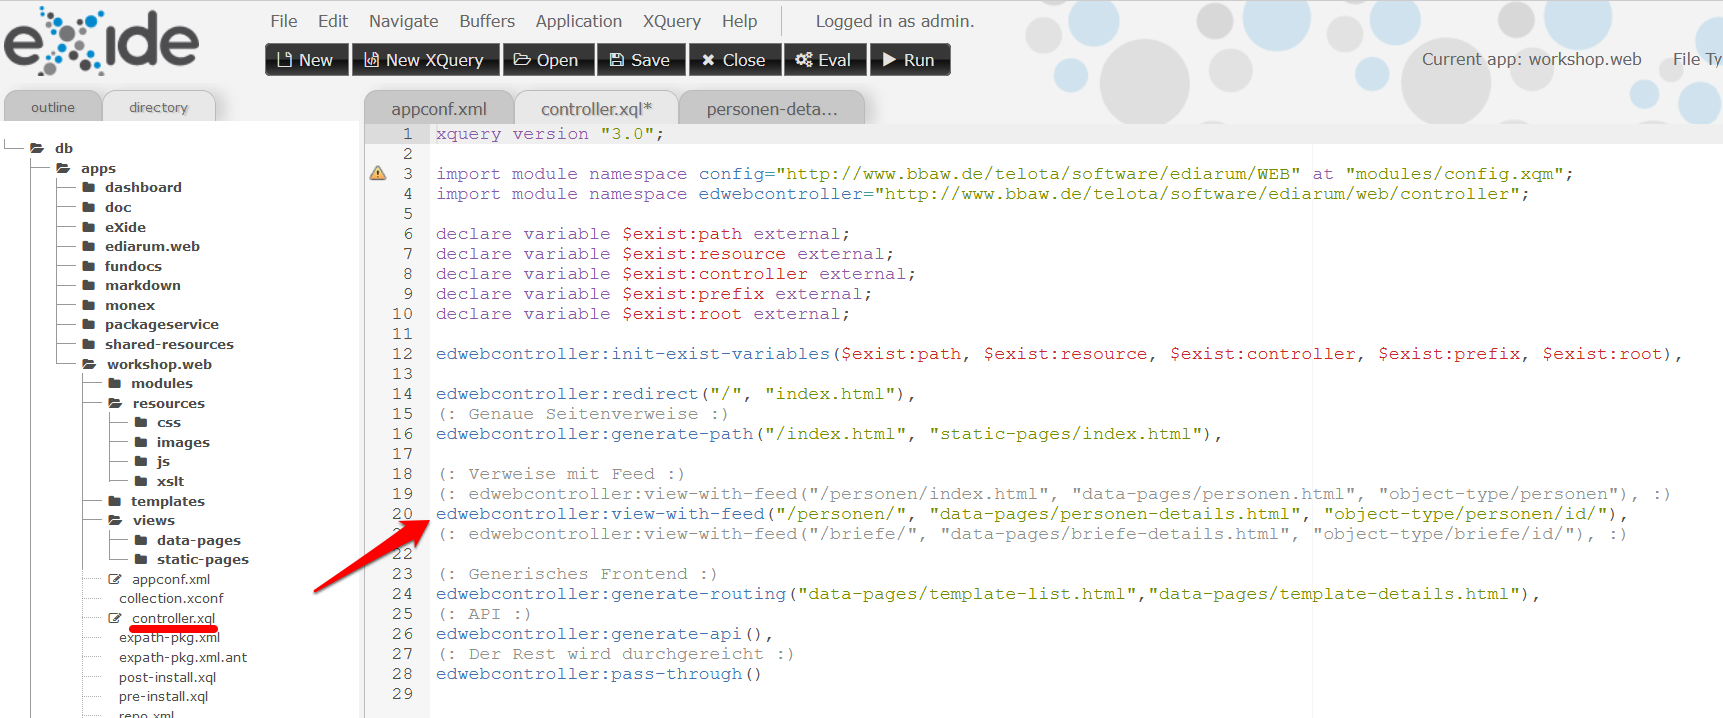 eXide
File Edit Navigate Buffers Application XQuery Help Logged in as admin.
New New XQuery Open Save Close Eval Run
Current app: workshop.web File Ty
outline directory
appconf.xml controller.xql* personen-deta...
db
apps
dashboard
doc
eXide
ediarum.web
fundocs
markdown
monex
packageservice
shared-resources
workshop.web
modules
resources
css
images
js
xslt
templates
views
data-pages
static-pages
appconf.xml
collection.xconf
controller.xql
expath-pkg.xml
expath-pkg.xml.ant
post-install.xql
pre-install.xql
repo.xml
1 xquery version "3.0";
2
3 import module namespace config="http://www.bbaw.de/telota/software/ediarum/WEB" at "modules/config.xqm";
4 import module namespace edwebcontroller="http://www.bbaw.de/telota/software/ediarum/web/controller";
5
6 declare variable $exist:path external;
7 declare variable $exist:resource external;
8 declare variable $exist:controller external;
9 declare variable $exist:prefix external;
10 declare variable $exist:root external;
11
12 edwebcontroller:init-exist-variables($exist:path, $exist:resource, $exist:controller, $exist:prefix, $exist:root),
13
14 edwebcontroller:redirect("/", "index.html"),
15 (: Genaue Seitenverweise :)
16 edwebcontroller:generate-path("/index.html", "static-pages/index.html"),
17
18 (: Verweise mit Feed :)
19 (: edwebcontroller:view-with-feed("/personen/index.html", "data-pages/personen.html", "object-type/personen"), :)
20 edwebcontroller:view-with-feed("/personen/", "data-pages/personen-details.html", "object-type/personen/id/"),
(: edwebcontroller:view-with-feed("/briefe/", "data-pages/briefe-details.html", "object-type/briefe/id/"), :)
22
23 (: Generisches Frontend :)
24 edwebcontroller:generate-routing("data-pages/template-list.html","data-pages/template-details.html"),
25 (: API :)
26 edwebcontroller:generate-api(),
27 (: Der Rest wird durchgereicht :)
28 edwebcontroller:pass-through()
29